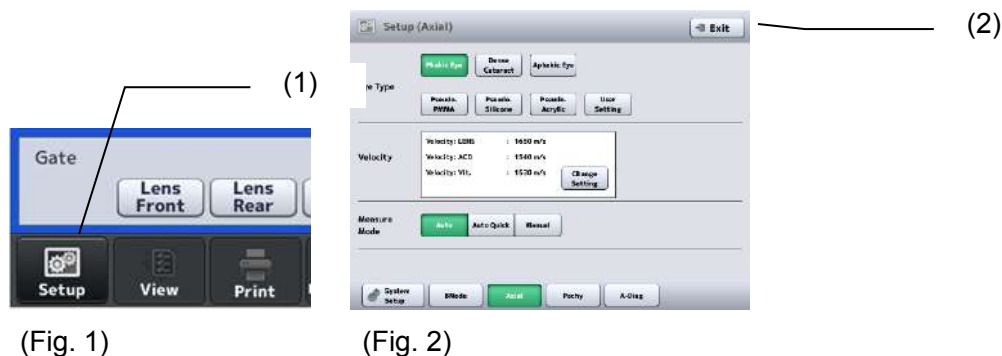 (1)
(2)
Gate
Lens Front
Lens Rear
Setup
View
Print
(Fig. 1)
Setup (Axial)
Exit
Eye Type
Phakic Eye
Dense Cataract
Aphakic Eye
Pseudo. PMMA
Pseudo. Silicone
Pseudo. Acrylic
User Setting
Velocity
Velocity: LENS : 1650 m/s
Velocity: ACD : 1540 m/s
Velocity: Vit. : 1530 m/s
Change Setting
Measure Mode
Auto
Auto Quick
Manual
System Setup
BMode
Axial
Pachy
A-Diag
(Fig. 2)